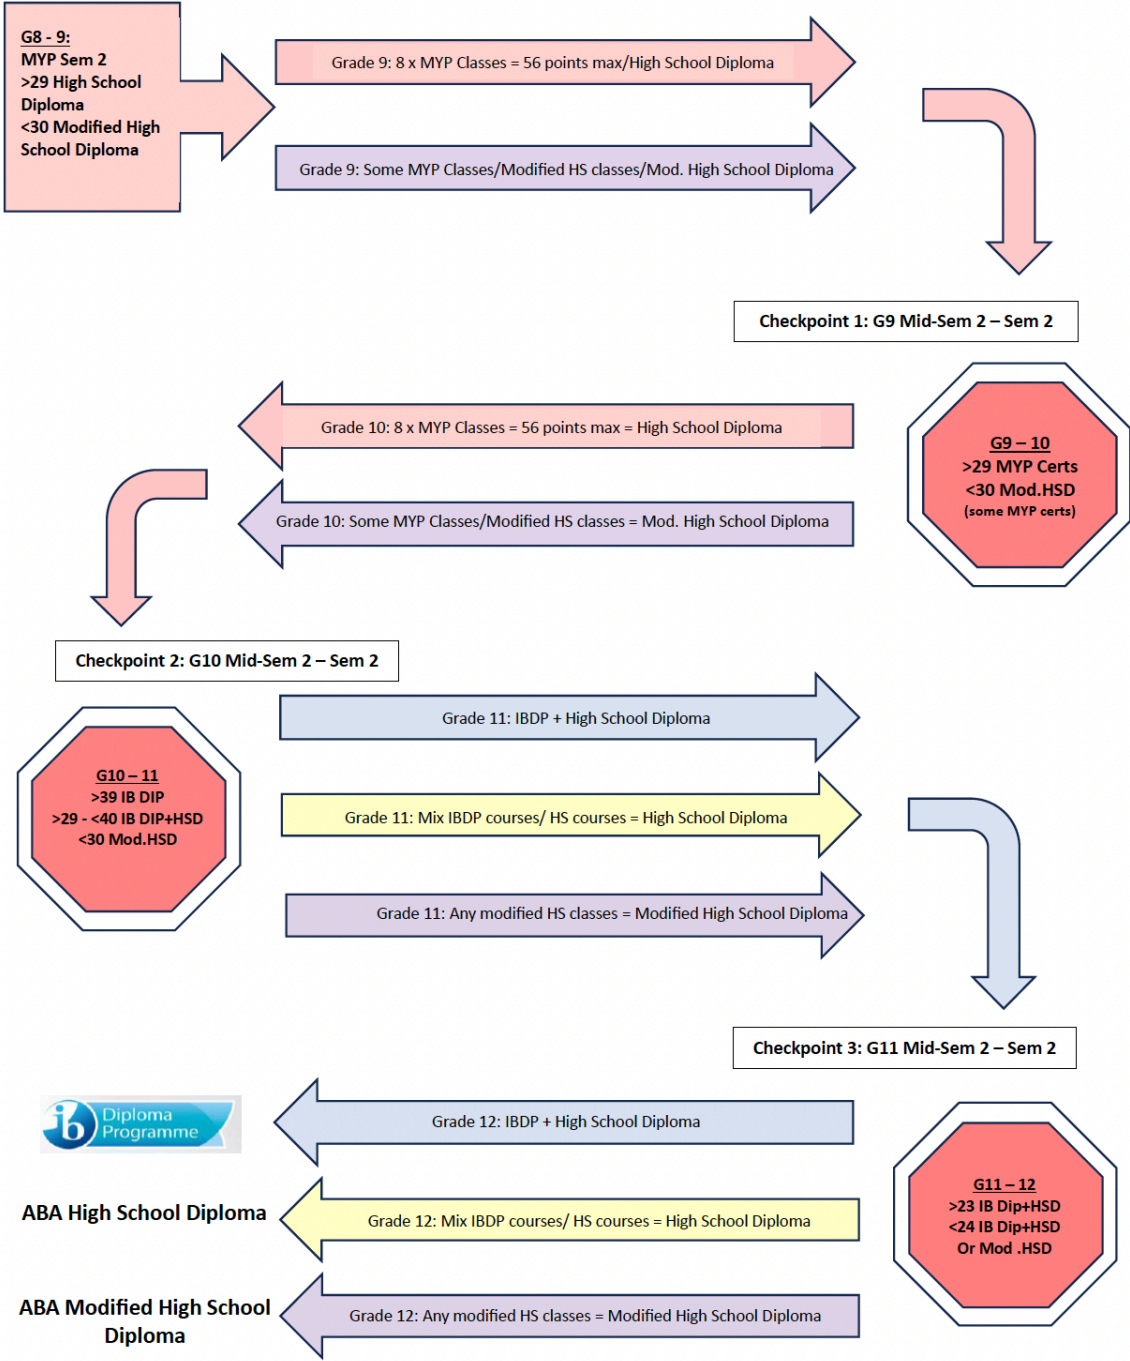 G8 - 9:
MYP Sem 2
>29 High School
Diploma
<30 Modified High
School Diploma
Grade 9: 8 x MYP Classes = 56 points max/High School Diploma
Grade 9: Some MYP Classes/Modified HS classes/Mod. High School Diploma
Checkpoint 1: G9 Mid-Sem 2 – Sem 2
G9 – 10
>29 MYP Certs
<30 Mod.HSD
(some MYP certs)
Grade 10: 8 x MYP Classes = 56 points max = High School Diploma
Grade 10: Some MYP Classes/Modified HS classes = Mod. High School Diploma
Checkpoint 2: G10 Mid-Sem 2 – Sem 2
G10 – 11
>39 IB DIP
>29 - <40 IB DIP+HSD
<30 Mod.HSD
Grade 11: IBDP + High School Diploma
Grade 11: Mix IBDP courses/ HS courses = High School Diploma
Grade 11: Any modified HS classes = Modified High School Diploma
Checkpoint 3: G11 Mid-Sem 2 – Sem 2
G11 – 12
>23 IB Dip+HSD
<24 IB Dip+HSD
Or Mod .HSD
Grade 12: IBDP + High School Diploma
ib Diploma
Programme
Grade 12: Mix IBDP courses/ HS courses = High School Diploma
ABA High School Diploma
Grade 12: Any modified HS classes = Modified High School Diploma
ABA Modified High School
Diploma